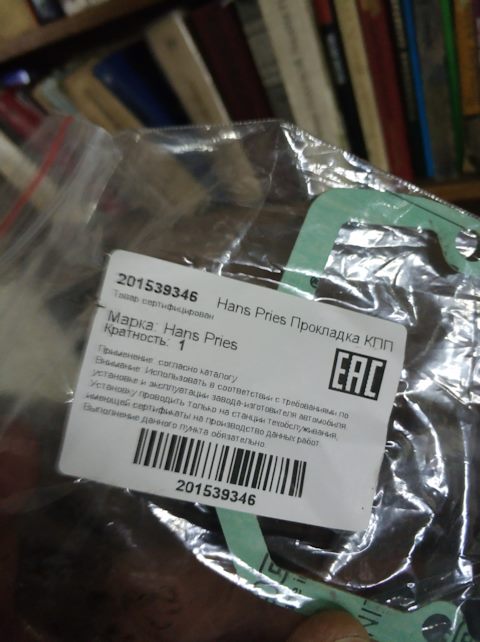 201539346 Hans Pries Прокладка КПП
Товар сертифицирован
Марка: Hans Pries
Кратность: 1
EAC
Применение: согласно каталогу
Внимание. Использовать в соответствии с требованиями по
установке и эксплуатации завода-изготовителя автомобиля.
Установку проводить только на станции техобслуживания,
имеющей сертификаты на производство данных работ.
Выполнение данного пункта обязательно.
201539346